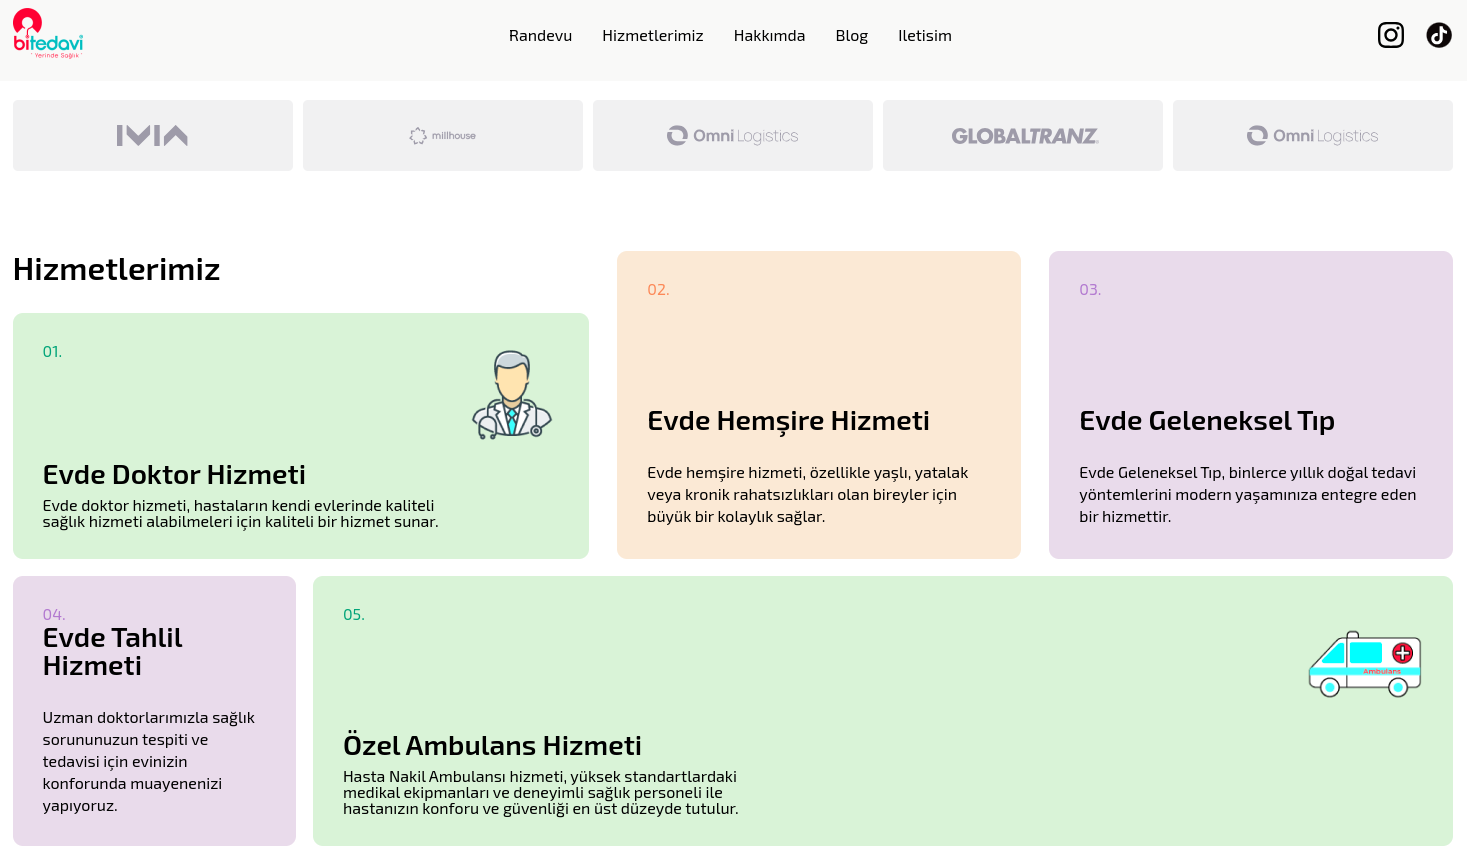 bitedavi
Yerinde Sağlık
Randevu Hizmetlerimiz Hakkımda Blog Iletisim
IMIA millhouse Omni Logistics GLOBALTRANZ Omni Logistics
Hizmetlerimiz
01.
Evde Doktor Hizmeti
Evde doktor hizmeti, hastaların kendi evlerinde kaliteli
sağlık hizmeti alabilmeleri için kaliteli bir hizmet sunar.
02.
Evde Hemşire Hizmeti
Evde hemşire hizmeti, özellikle yaşlı, yatalak
veya kronik rahatsızlıkları olan bireyler için
büyük bir kolaylık sağlar.
03.
Evde Geleneksel Tıp
Evde Geleneksel Tıp, binlerce yıllık doğal tedavi
yöntemlerini modern yaşamınıza entegre eden
bir hizmettir.
04.
Evde Tahlil
Hizmeti
Uzman doktorlarımızla sağlık
sorununuzun tespiti ve
tedavisi için evinizin
konforunda muayenenizi
yapıyoruz.
05.
Ambulans
Özel Ambulans Hizmeti
Hasta Nakil Ambulansı hizmeti, yüksek standartlardaki
medikal ekipmanları ve deneyimli sağlık personeli ile
hastanızın konforu ve güvenliği en üst düzeyde tutulur.